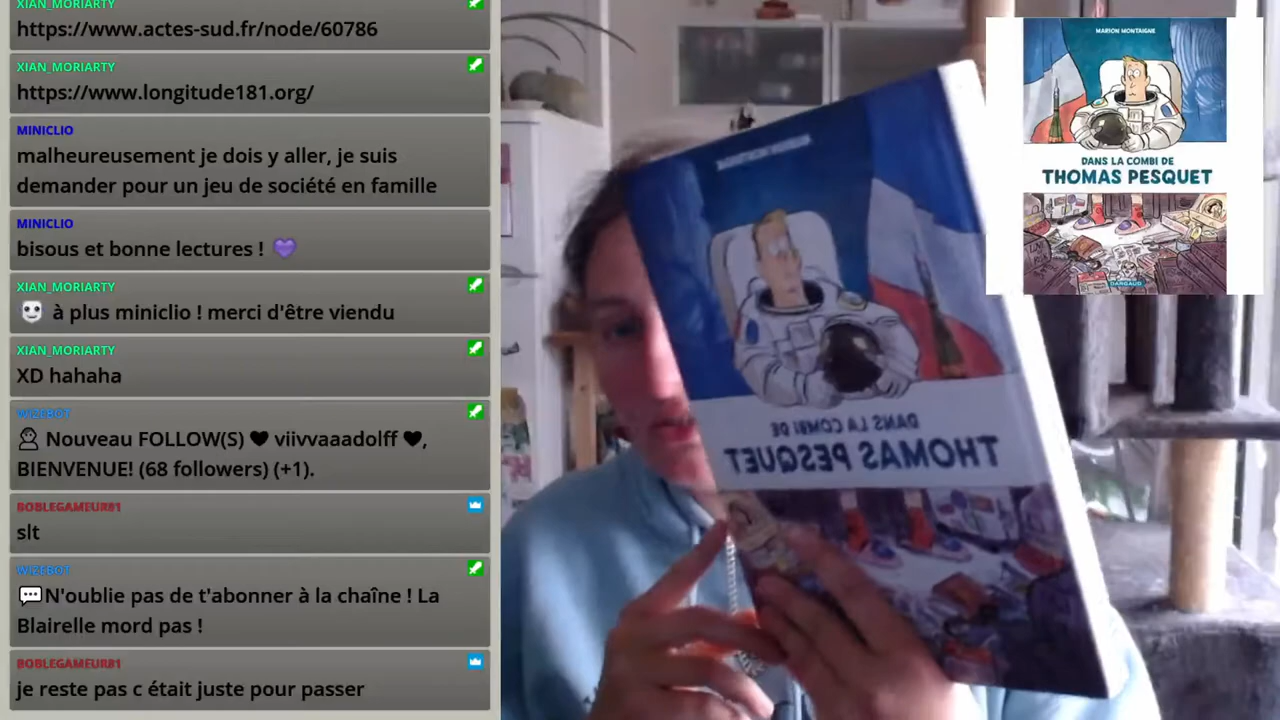 XIAN_MORIARTY
https://www.actes-sud.fr/node/60786
XIAN_MORIARTY
https://www.longitude181.org/
MINICLIO
malheureusement je dois y aller, je suis
demander pour un jeu de société en famille
MINICLIO
bisous et bonne lectures ! 💜
XIAN_MORIARTY
à plus miniclio ! merci d'être viendu
XIAN_MORIARTY
XD hahaha
WIZEBOT
Nouveau FOLLOW(S) ♥ viivvaaadolff ♥,
BIENVENUE! (68 followers) (+1).
BOBLEGAMEUR81
slt
WIZEBOT
💬N'oublie pas de t'abonner à la chaîne ! La
Blairelle mord pas !
BOBLEGAMEUR81
je reste pas c était juste pour passer
MARION MONTAIGNE
DANS LA COMBI DE
THOMAS PESQUET
DARGAUD
MARION MONTAIGNE
DANS LA COMBI DE
THOMAS PESQUET